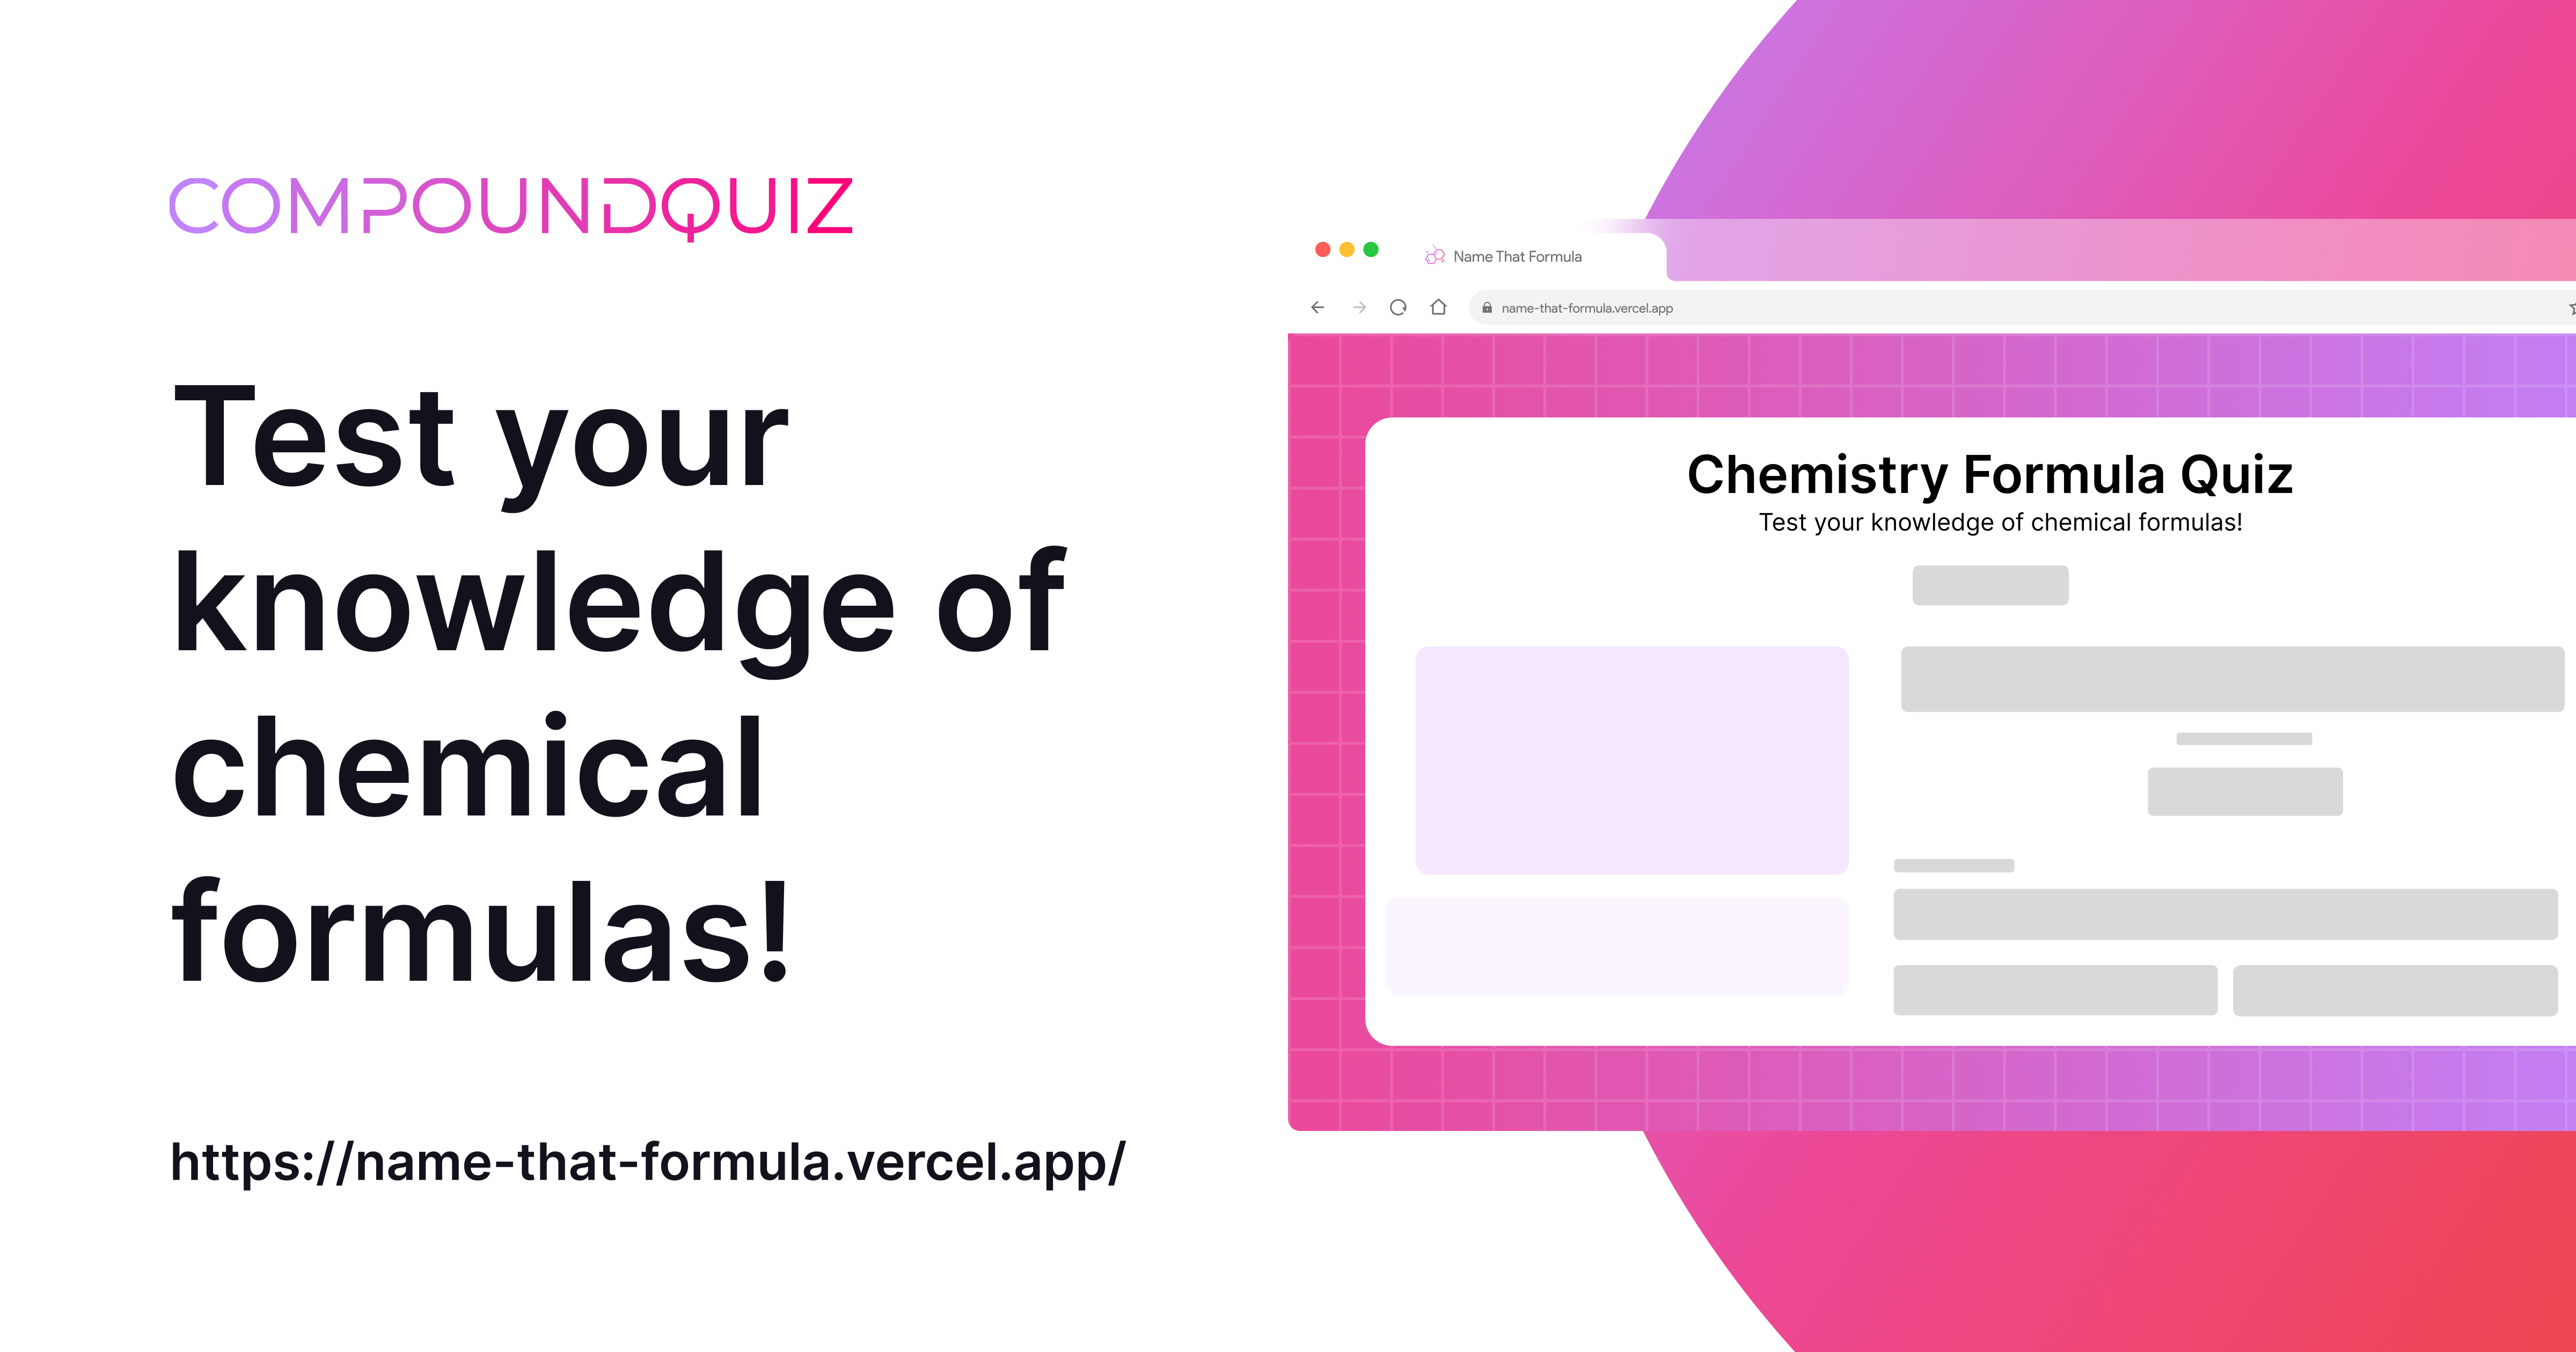 COMPOUNDQUIZ
Test your
knowledge of
chemical
formulas!
https://name-that-formula.vercel.app/
Name That Formula
name-that-formula.vercel.app
Chemistry Formula Quiz
Test your knowledge of chemical formulas!